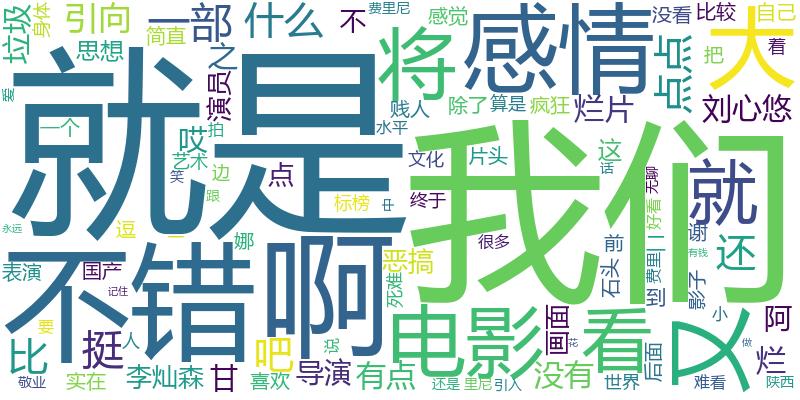 垃圾
身体
引向
一部
什么
不
费里尼
感觉
没看
比较
自己
思想
简直
之
将
感情
点点
把
着
大
爱
演员
贱人
除了
算是
疯狂
烂片
刘心悠
就是
一个
哎
拍
水平
我们
艺术
笑
边
点
文化
片头
这
话
无聊
就
跟
标榜
中
终于
好看
谢
永远
逗
娜
很多
前
还
不错
啊
表演
国产
记住
恶搞
死难
石头
费里
影子
有钱
要
人
挺
吧
电影
画面
看
又
小
阿
比
实在
李灿森
甘
喜欢
导演
有点
没有
世界
后面
做
烂
敬业
还是
里尼
引入
花
难看
陕西